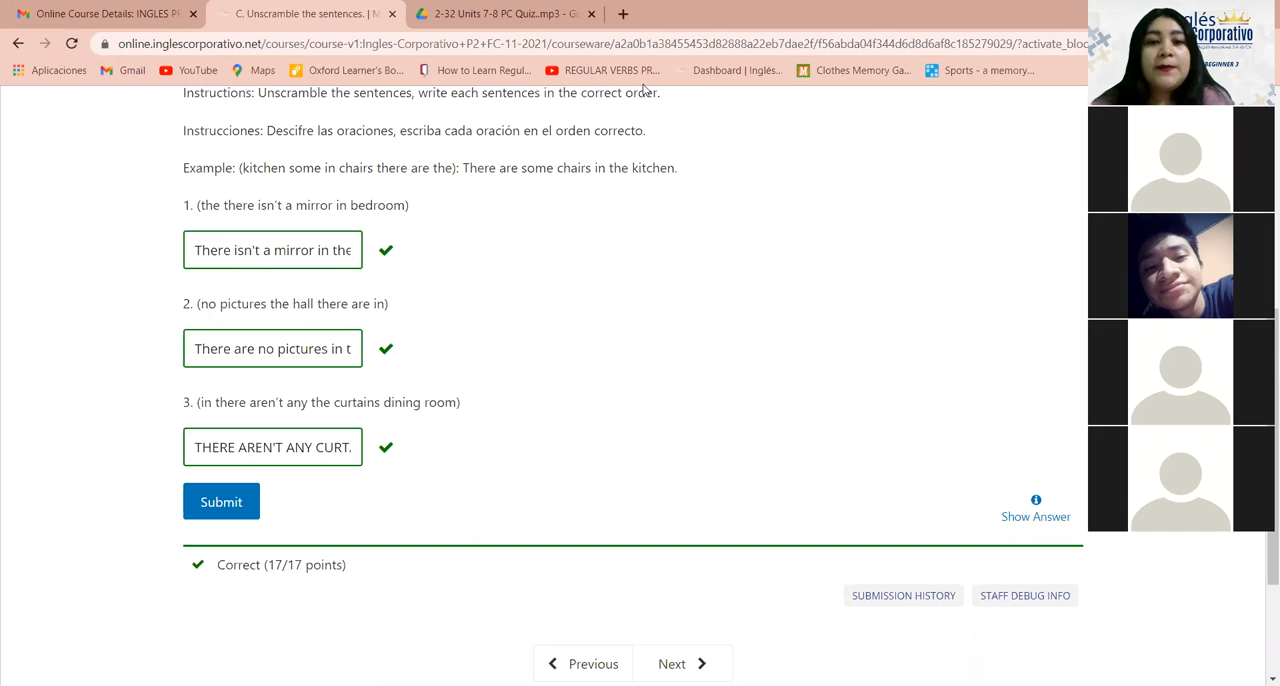 Online Course Details: INGLES PF
C. Unscramble the sentences. | M
2-32 Units 7-8 PC Quiz..mp3 - G
online.inglescorporativo.net/courses/course-v1:Ingles-Corporativo+P2+FC-11-2021/courseware/a2a0b1a38455453d82888a22eb7dae2f/f56abda04f344d6d8d6af8c185279029/?activate_bloc
Aplicaciones
Gmail
YouTube
Maps
Oxford Learner's Bo...
How to Learn Regul...
REGULAR VERBS PR...
Dashboard | Inglés...
Clothes Memory Ga...
Sports - a memory...
Inglés
Corporativo
BEGINNER 3
Instructions: Unscramble the sentences, write each sentences in the correct order.
Instrucciones: Descifre las oraciones, escriba cada oración en el orden correcto.
Example: (kitchen some in chairs there are the): There are some chairs in the kitchen.
1. (the there isn't a mirror in bedroom)
There isn't a mirror in the
2. (no pictures the hall there are in)
There are no pictures in t
3. (in there aren't any the curtains dining room)
THERE AREN'T ANY CURT
Submit
Show Answer
Correct (17/17 points)
SUBMISSION HISTORY
STAFF DEBUG INFO
Previous
Next